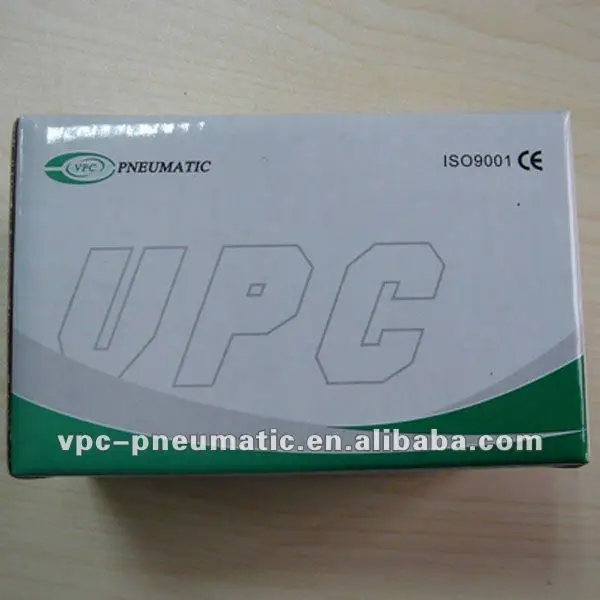 VPC PNEUMATIC
ISO9001 CE
VPC
vpc-pneumatic.en.alibaba.com